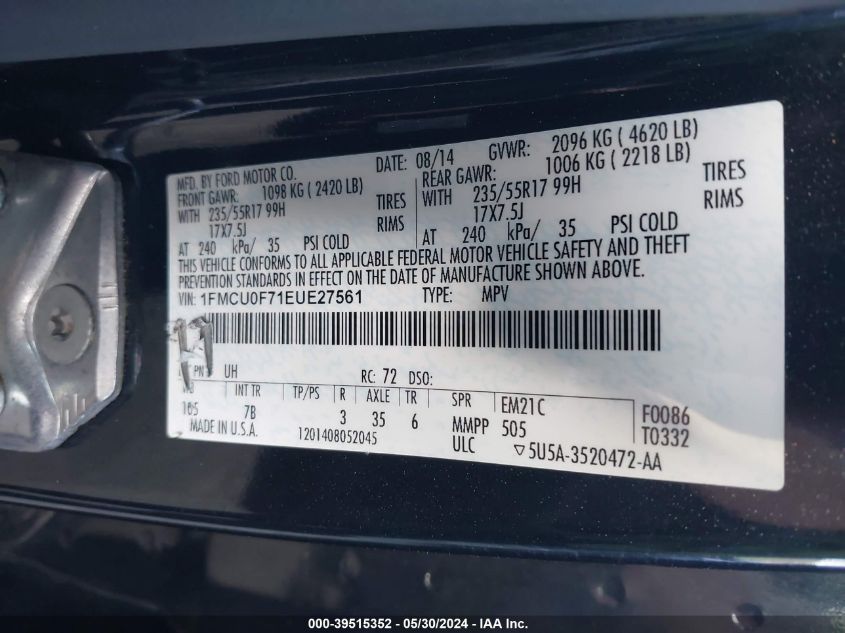 MFD. BY FORD MOTOR CO. DATE: 08/14 GVWR: 2096 KG ( 4620 LB)
FRONT GAWR: 1098 KG ( 2420 LB) REAR GAWR: 1006 KG ( 2218 LB)
WITH 235/55R17 99H TIRES WITH 235/55R17 99H TIRES
17X7.5J RIMS 17X7.5J RIMS
AT 240 kPa/ 35 PSI COLD AT 240 kPa/ 35 PSI COLD
THIS VEHICLE CONFORMS TO ALL APPLICABLE FEDERAL MOTOR VEHICLE SAFETY AND THEFT
PREVENTION STANDARDS IN EFFECT ON THE DATE OF MANUFACTURE SHOWN ABOVE.
VIN: 1FMCU0F71EUE27561 TYPE: MPV
PN UH RC: 72 DSO:
INT TR TP/PS R AXLE TR SPR EM21C F0086
165 7B 3 35 6 MMPP 505 T0332
MADE IN U.S.A. 1201408052045 ULC ▽5U5A-3520472-AA
000-39515352 - 05/30/2024 - IAA Inc.